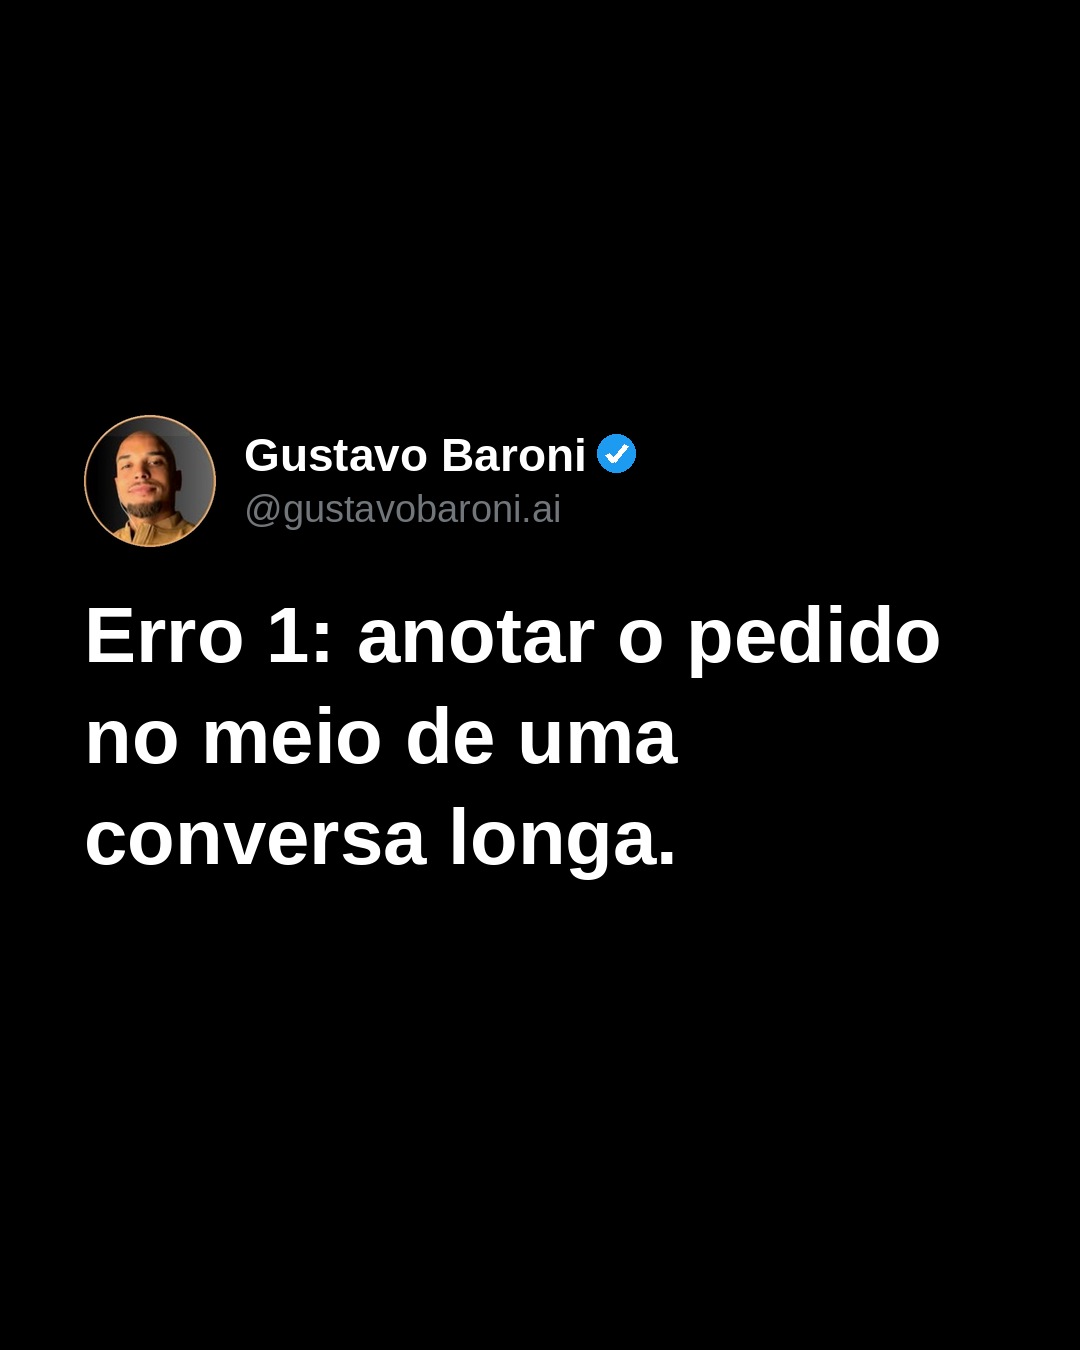 Gustavo Baroni
@gustavobaroni.ai
Erro 1: anotar o pedido
no meio de uma
conversa longa.